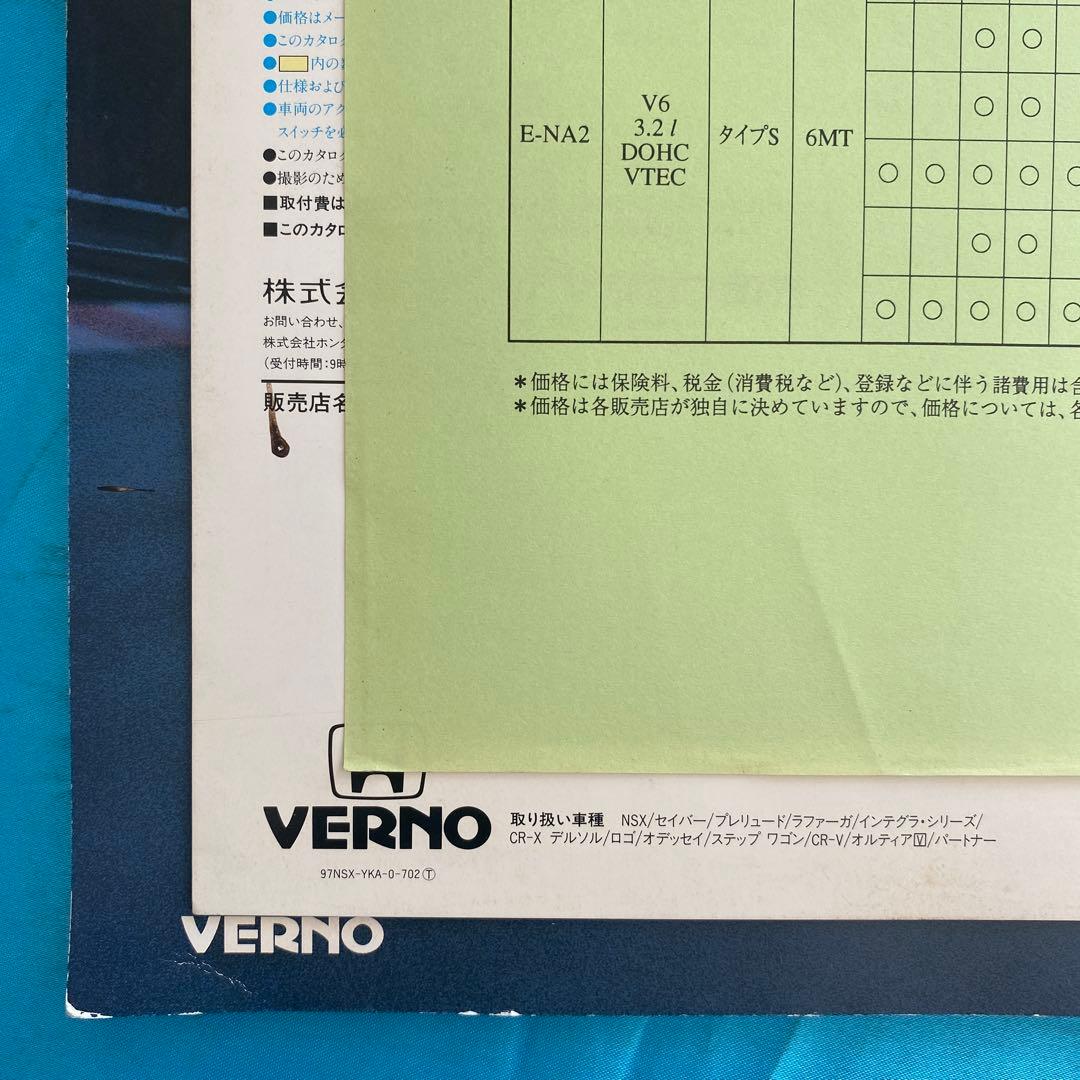 ●価格はメー
●このカタロ
●内の
●仕様および
●車両のアク
スイッチを必
●このカタロ
●撮影のため
■取付費は
■このカタロ
株式会
お問い合わせ、
株式会社ホンダ
（受付時間：9時
販売店名
E-NA2
V6
3.2 l
DOHC
VTEC
タイプS
6MT
○ ○
○ ○
○ ○ ○ ○ ○
○ ○
○ ○ ○ ○ ○
＊価格には保険料、税金（消費税など）、登録などに伴う諸費用は含
＊価格は各販売店が独自に決めていますので、価格については、各
VERNO
取り扱い車種 NSX/セイバー/プレリュード/ラファーガ/インテグラ・シリーズ/
CR-X デルソル/ロゴ/オデッセイ/ステップ ワゴン/CR-V/オルティアV/パートナー
97NSX-YKA-0-702Ⓣ
VERNO